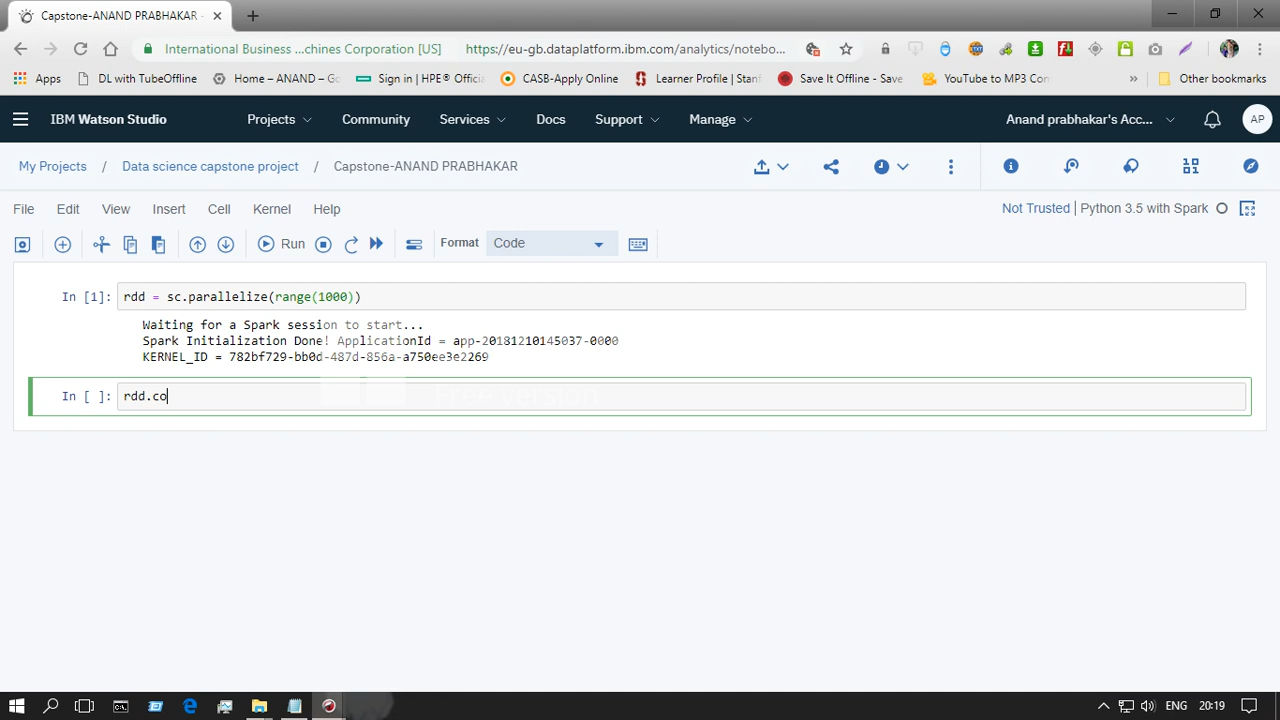 Capstone-ANAND PRABHAKAR -
International Business ...chines Corporation [US]
https://eu-gb.dataplatform.ibm.com/analytics/notebo...
Apps
DL with TubeOffline
Home – ANAND – Go
Sign in | HPE® Offici
CASB-Apply Online
Learner Profile | Stanf
Save It Offline - Save
YouTube to MP3 Con
»
Other bookmarks
IBM Watson Studio
Projects
Community
Services
Docs
Support
Manage
Anand prabhakar's Acc...
AP
My Projects / Data science capstone project / Capstone-ANAND PRABHAKAR
File
Edit
View
Insert
Cell
Kernel
Help
Not Trusted | Python 3.5 with Spark
Run
Format
Code
In [1]: rdd = sc.parallelize(range(1000))
Waiting for a Spark session to start...
Spark Initialization Done! ApplicationId = app-20181210145037-0000
KERNEL_ID = 782bf729-bb0d-487d-856a-a750ee3e2269
In [ ]: rdd.co
Free version
ENG
20:19